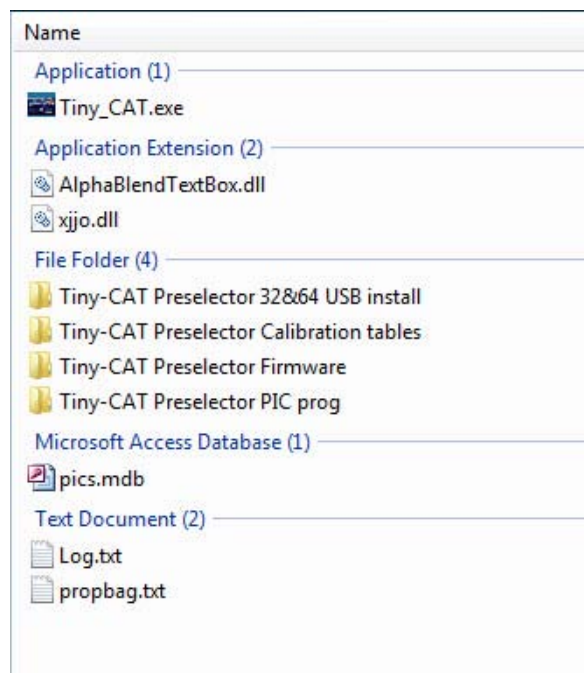 Name
Application (1)
Tiny_CAT.exe
Application Extension (2)
AlphaBlendTextBox.dll
xjjo.dll
File Folder (4)
Tiny-CAT Preselector 32&64 USB install
Tiny-CAT Preselector Calibration tables
Tiny-CAT Preselector Firmware
Tiny-CAT Preselector PIC prog
Microsoft Access Database (1)
pics.mdb
Text Document (2)
Log.txt
propbag.txt